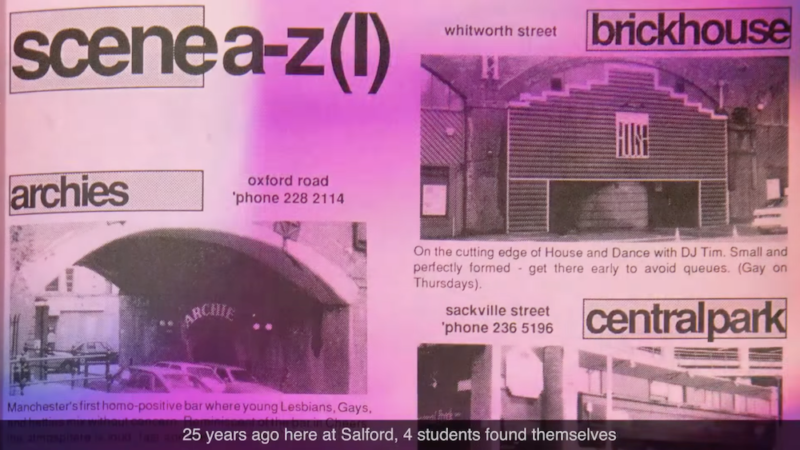 scene a-z (I)
archies
oxford road
'phone 228 2114
ARCHIE
Manchester's first homo-positive bar where young Lesbians, Gays,
whitworth street
brickhouse
HOUSE
On the cutting edge of House and Dance with DJ Tim. Small and
perfectly formed - get there early to avoid queues. (Gay on
Thursdays).
sackville street
'phone 236 5196
centralpark
25 years ago here at Salford, 4 students found themselves